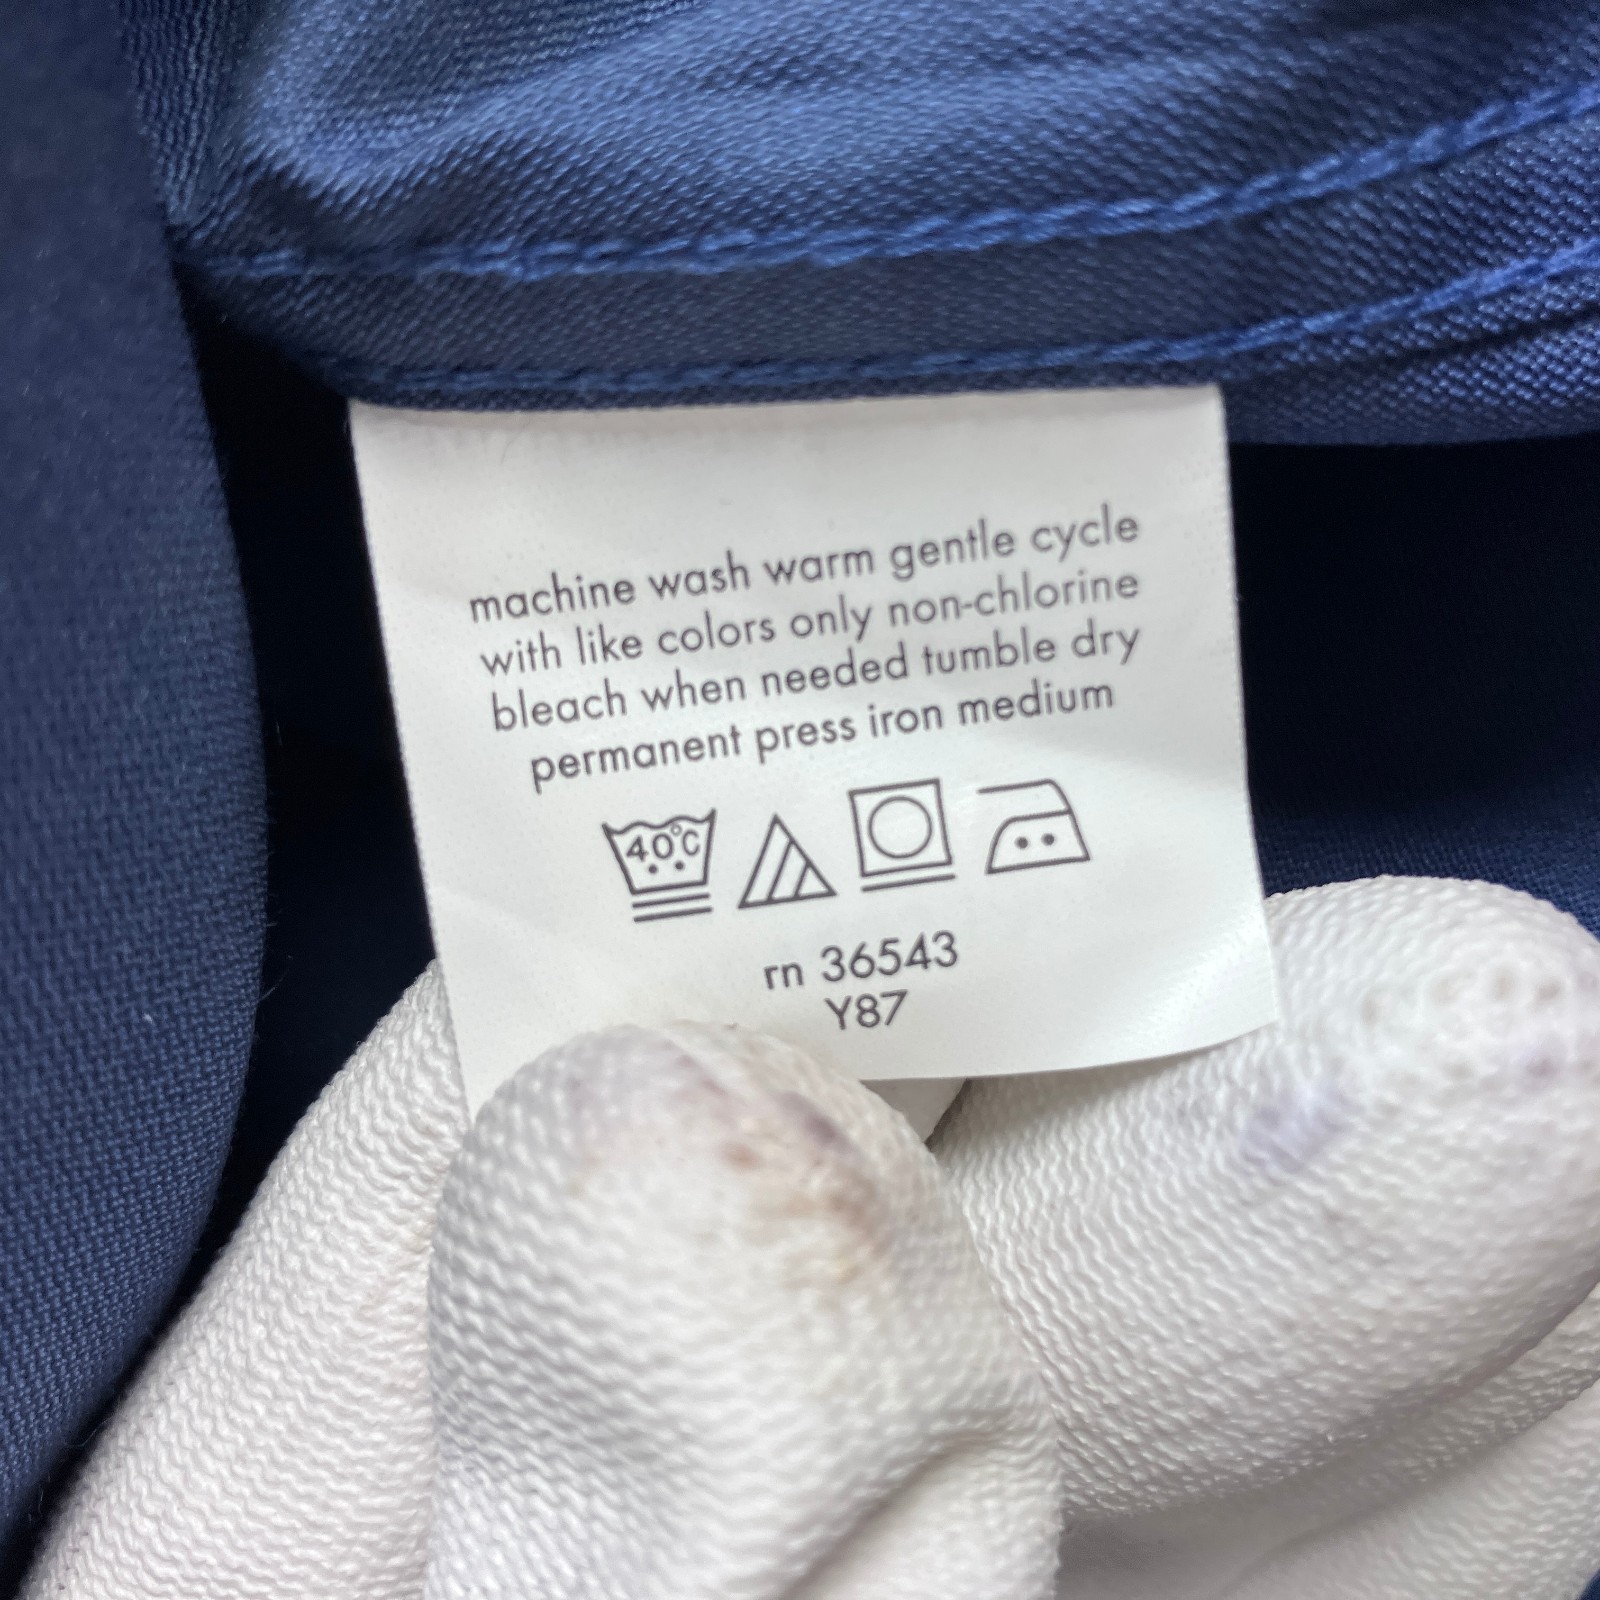 machine wash warm gentle cycle
with like colors only non-chlorine
bleach when needed tumble dry
permanent press iron medium
40°C
rn 36543
Y87